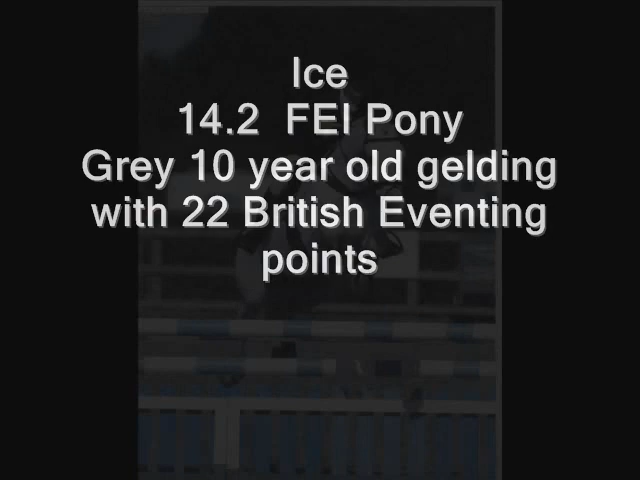 Ice
14.2 FEI Pony
Grey 10 year old gelding
with 22 British Eventing
points